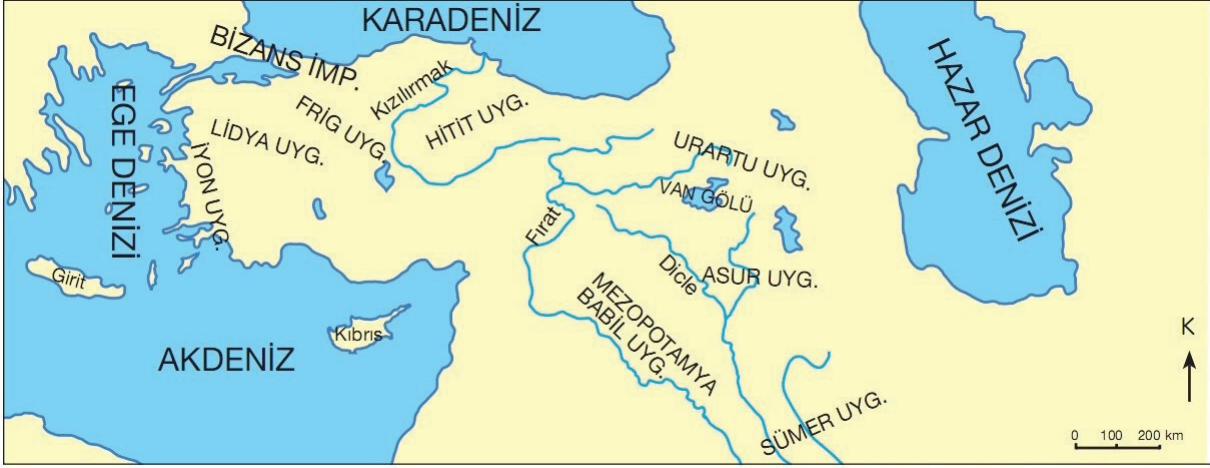 KARADENİZ
BİZANS İMP.
HAZAR DENİZİ
EGE DENİZİ
Kızılırmak
FRİG UYG.
HİTİT UYG.
LİDYA UYG.
İYON UYG.
URARTU UYG.
VAN GÖLÜ
Fırat
Dicle
ASUR UYG.
Girit
MEZOPOTAMYA
BABİL UYG.
Kıbrıs
AKDENİZ
SÜMER UYG.
K
0 100 200 km